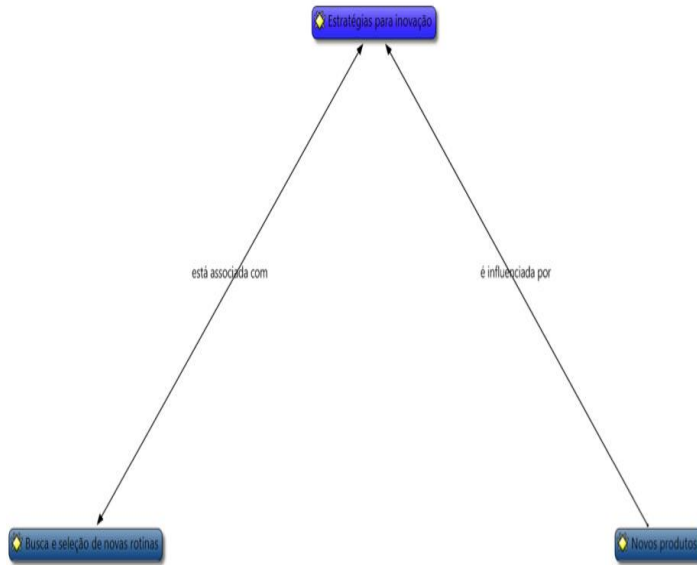 Estratégias para inovação
está associada com
é influenciada por
Busca e seleção de novas rotinas
Novos produtos